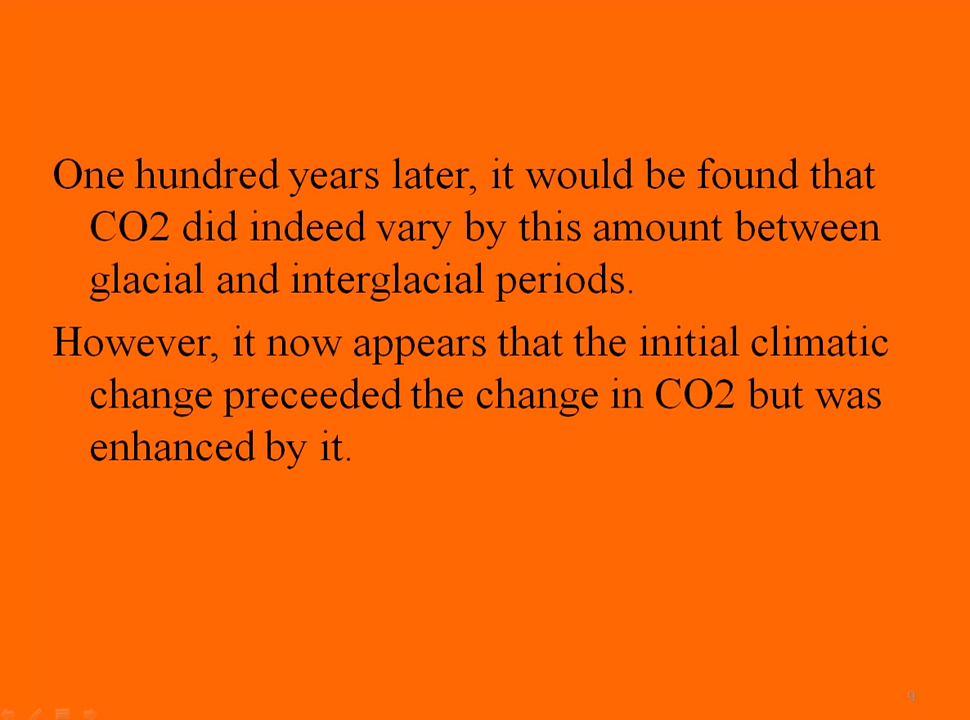 One hundred years later, it would be found that
CO2 did indeed vary by this amount between
glacial and interglacial periods.
However, it now appears that the initial climatic
change preceeded the change in CO2 but was
enhanced by it.
9